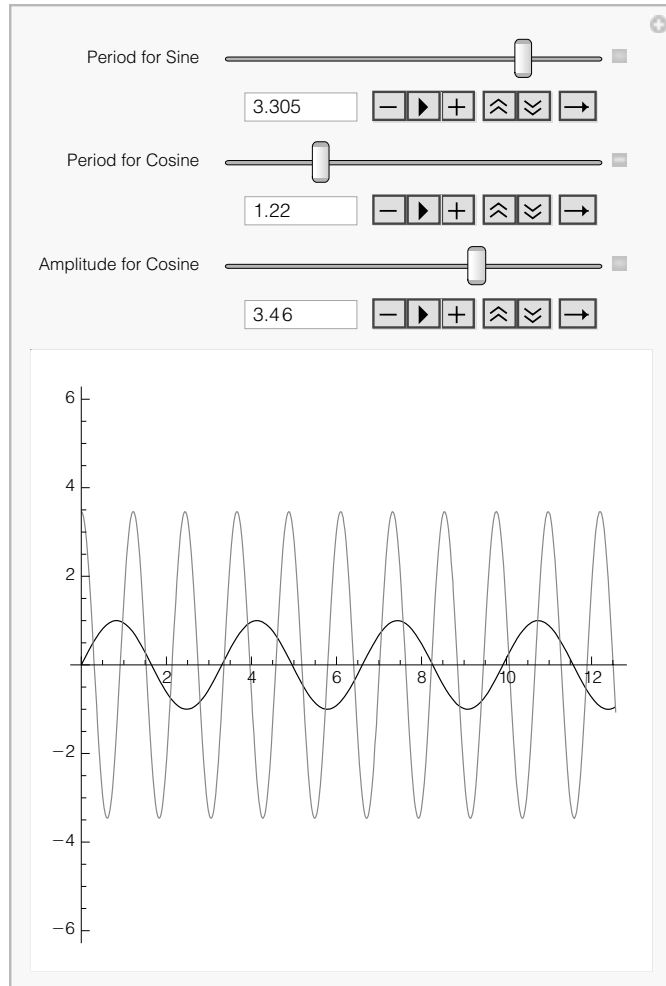 Period for Sine
3.305
Period for Cosine
1.22
Amplitude for Cosine
3.46
6
4
2
2 4 6 8 10 12
−2
−4
−6